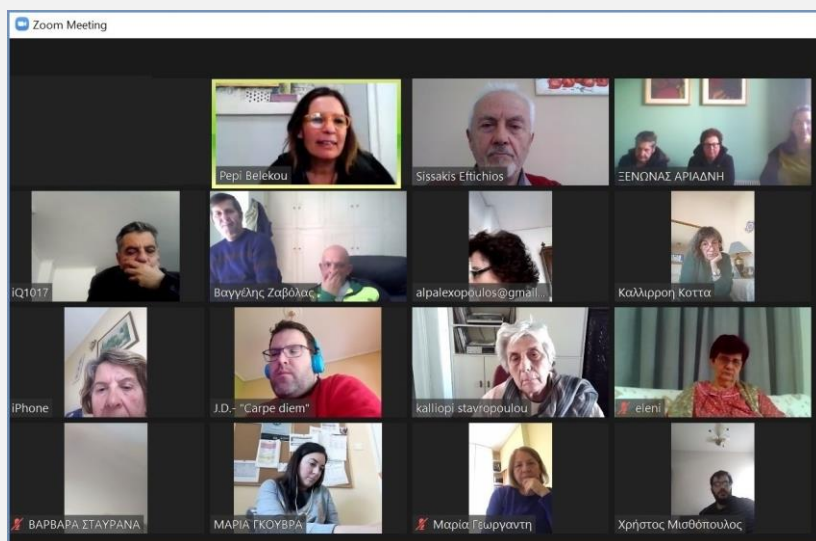 Zoom Meeting
Pepi Belekou
Sissakis Eftichios
ΞΕΝΩΝΑΣ ΑΡΙΑΔΝΗ
iQ1017
Βαγγέλης Ζαβόλας
alpalexopoulos@gmail...
Καλλιρροη Κοττα
iPhone
J.D.- "Carpe diem"
kalliopi stavropoulou
eleni
ΒΑΡΒΑΡΑ ΣΤΑΥΡΑΝΑ
ΜΑΡΙΑ ΓΚΟΥΒΡΑ
Μαρία Γεωργαντη
Χρήστος Μισθόπουλος